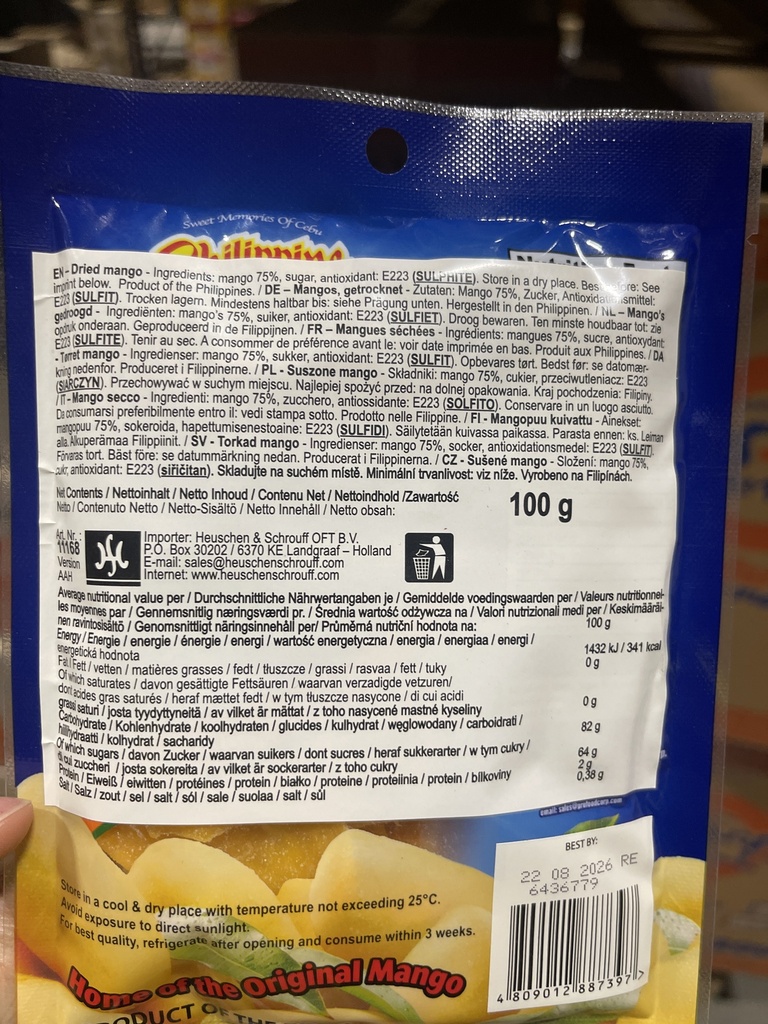 Sweet Memories Of Cebu
Philippine
EN - Dried mango - Ingredients: mango 75%, sugar, antioxidant: E223 (SULPHITE). Store in a dry place. Best before: See
imprint below. Product of the Philippines. / DE – Mangos, getrocknet - Zutaten: Mango 75%, Zucker, Antioxidationsmittel:
E223 (SULFIT). Trocken lagern. Mindestens haltbar bis: siehe Prägung unten. Hergestellt in den Philippinen. / NL – Mango's
gedroogd - Ingrediënten: mango's 75%, suiker, antioxidant: E223 (SULFIET). Droog bewaren. Ten minste houdbaar tot: zie
opdruk onderaan. Geproduceerd in de Filippijnen. / FR – Mangues séchées - Ingrédients: mangues 75%, sucre, antioxydant:
E223 (SULFITE). Tenir au sec. A consommer de préférence avant le: voir date imprimée en bas. Produit aux Philippines. / DA
- Tørret mango - Ingredienser: mango 75%, sukker, antioxidant: E223 (SULFIT). Opbevares tørt. Bedst før: se datomær-
kning nedenfor. Produceret i Filippinerne. / PL - Suszone mango - Składniki: mango 75%, cukier, przeciwutleniacz: E223
(SIARCZYN). Przechowywać w suchym miejscu. Najlepiej spożyć przed: na dolnej opakowania. Kraj pochodzenia: Filipiny.
/ IT - Mango secco - Ingredienti: mango 75%, zucchero, antiossidante: E223 (SOLFITO). Conservare in un luogo asciutto.
Da consumarsi preferibilmente entro il: vedi stampa sotto. Prodotto nelle Filippine. / FI - Mangopuu kuivattu - Ainekset:
mangopuu 75%, sokeroida, hapettumisenestoaine: E223 (SULFIDI). Säilytetään kuivassa paikassa. Parasta ennen: ks. Leiman
alla. Alkuperämaa Filippiinit. / SV - Torkad mango - Ingredienser: mango 75%, socker, antioxidationsmedel: E223 (SULFIT).
Förvaras tort. Bäst före: se datummärkning nedan. Producerat i Filippinerna. / CZ - Sušené mango - Složení: mango 75%,
cukr, antioxidant: E223 (siřičitan). Skladujte na suchém místě. Minimální trvanlivost: viz níže. Vyrobeno na Filipínách.
Net Contents / Nettoinhalt / Netto Inhoud / Contenu Net / Nettoindhold /Zawartość
Netto / Contenuto Netto / Netto-Sisältö / Netto Innehåll / Netto obsah:
100 g
Art. Nr. :
11168
Version
AAH
Importer: Heuschen & Schrouff OFT B.V.
P.O. Box 30202 / 6370 KE Landgraaf – Holland
E-mail: sales@heuschenschrouff.com
Internet: www.heuschenschrouff.com
Average nutritional value per / Durchschnittliche Nährwertangaben je / Gemiddelde voedingswaarden per / Valeurs nutritionnel-
les moyennes par / Gennemsnitlig næringsværdi pr. / Średnia wartość odżywcza na / Valori nutrizionali medi per / Keskimääräi-
nen ravintosisältö / Genomsnittligt näringsinnehåll per/ Průměrná nutriční hodnota na:
100 g
Energy / Energie / energie / énergie / energi / wartość energetyczna / energia / energiaa / energi /
energetická hodnota
1432 kJ / 341 kcal
Fat / Fett / vetten / matières grasses / fedt / tłuszcze / grassi / rasvaa / fett / tuky
0 g
Of which saturates / davon gesättigte Fettsäuren / waarvan verzadigde vetzuren/
dont acides gras saturés / heraf mættet fedt / w tym tłuszcze nasycone / di cui acidi
grassi saturi / josta tyydyttyneitä / av vilket är mättat / z toho nasycené mastné kyseliny
0 g
Carbohydrate / Kohlenhydrate / koolhydraten / glucides / kulhydrat / węglowodany / carboidrati /
hiilihydraatti / kolhydrat / sacharidy
82 g
Of which sugars / davon Zucker / waarvan suikers / dont sucres / heraf sukkerarter / w tym cukry /
di cui zuccheri / josta sokereita / av vilket är sockerarter / z toho cukry
64 g
Protein / Eiweiß / eiwitten / protéines / protein / białko / proteine / proteiinia / protein / bílkoviny
2 g
Salt / Salz / zout / sel / salt / sól / sale / suolaa / salt / sůl
0,38 g
BEST BY:
22 08 2026 RE
6436779
4 809012 887397
Store in a cool & dry place with temperature not exceeding 25°C.
Avoid exposure to direct sunlight.
For best quality, refrigerate after opening and consume within 3 weeks.
Home of the Original Mango
PRODUCT OF THE